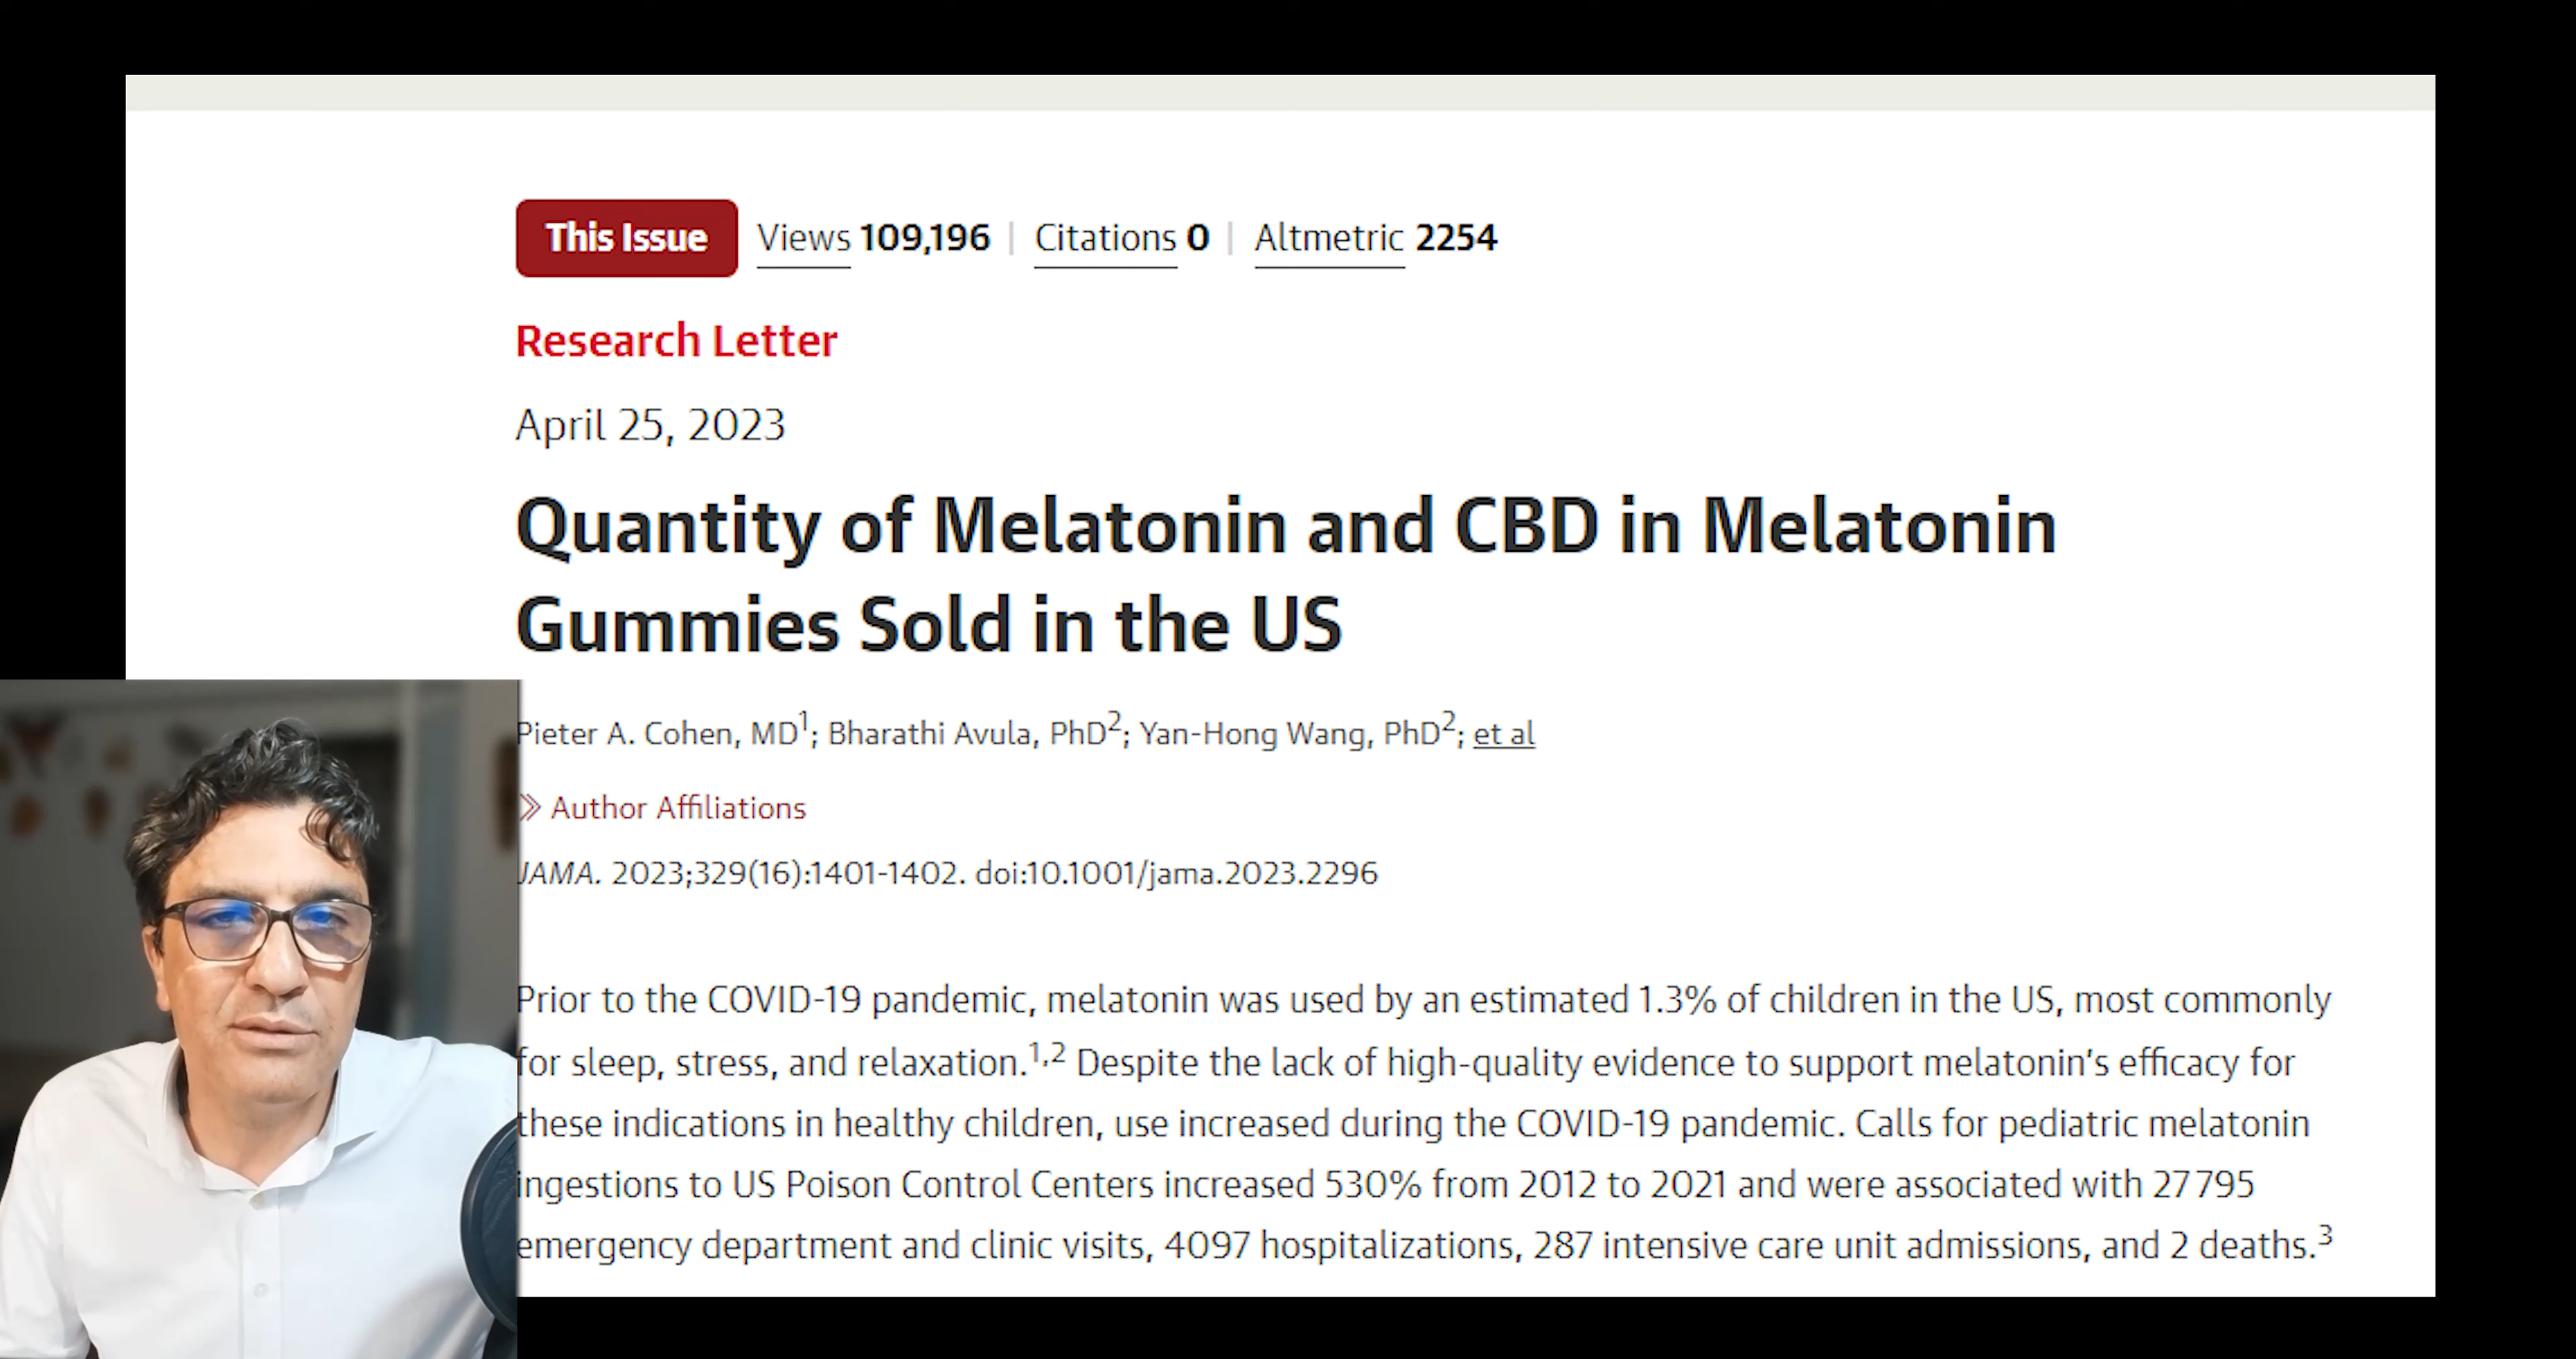 This Issue Views 109,196 | Citations 0 | Altmetric 2254
Research Letter
April 25, 2023
Quantity of Melatonin and CBD in Melatonin
Gummies Sold in the US
Pieter A. Cohen, MD1; Bharathi Avula, PhD2; Yan-Hong Wang, PhD2; et al
Author Affiliations
JAMA. 2023;329(16):1401-1402. doi:10.1001/jama.2023.2296
Prior to the COVID-19 pandemic, melatonin was used by an estimated 1.3% of children in the US, most commonly
for sleep, stress, and relaxation.1,2 Despite the lack of high-quality evidence to support melatonin's efficacy for
these indications in healthy children, use increased during the COVID-19 pandemic. Calls for pediatric melatonin
ingestions to US Poison Control Centers increased 530% from 2012 to 2021 and were associated with 27 795
emergency department and clinic visits, 4097 hospitalizations, 287 intensive care unit admissions, and 2 deaths.3